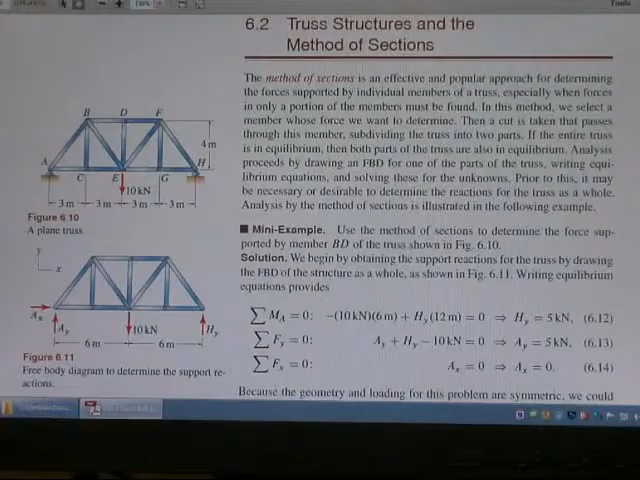 Tools
6.2 Truss Structures and the
Method of Sections
The method of sections is an effective and popular approach for determining
the forces supported by individual members of a truss, especially when forces
in only a portion of the members must be found. In this method, we select a
member whose force we want to determine. Then a cut is taken that passes
through this member, subdividing the truss into two parts. If the entire truss
is in equilibrium, then both parts of the truss are also in equilibrium. Analysis
proceeds by drawing an FBD for one of the parts of the truss, writing equi-
librium equations, and solving these for the unknowns. Prior to this, it may
be necessary or desirable to determine the reactions for the truss as a whole.
Analysis by the method of sections is illustrated in the following example.
B D F
4 m
A H
C E G
10 kN
3 m 3 m 3 m 3 m
Figure 6.10
A plane truss.
■ Mini-Example. Use the method of sections to determine the force sup-
ported by member BD of the truss shown in Fig. 6.10.
Solution. We begin by obtaining the support reactions for the truss by drawing
the FBD of the structure as a whole, as shown in Fig. 6.11. Writing equilibrium
equations provides
y
x
Ax
Ay 10 kN Hy
6 m 6 m
Figure 6.11
Free body diagram to determine the support re-
actions.
∑ MA = 0: −(10 kN)(6 m) + Hy(12 m) = 0 ⇒ Hy = 5 kN, (6.12)
∑ Fy = 0: Ay + Hy − 10 kN = 0 ⇒ Ay = 5 kN, (6.13)
∑ Fx = 0: Ax = 0 ⇒ Ax = 0. (6.14)
Because the geometry and loading for this problem are symmetric, we could